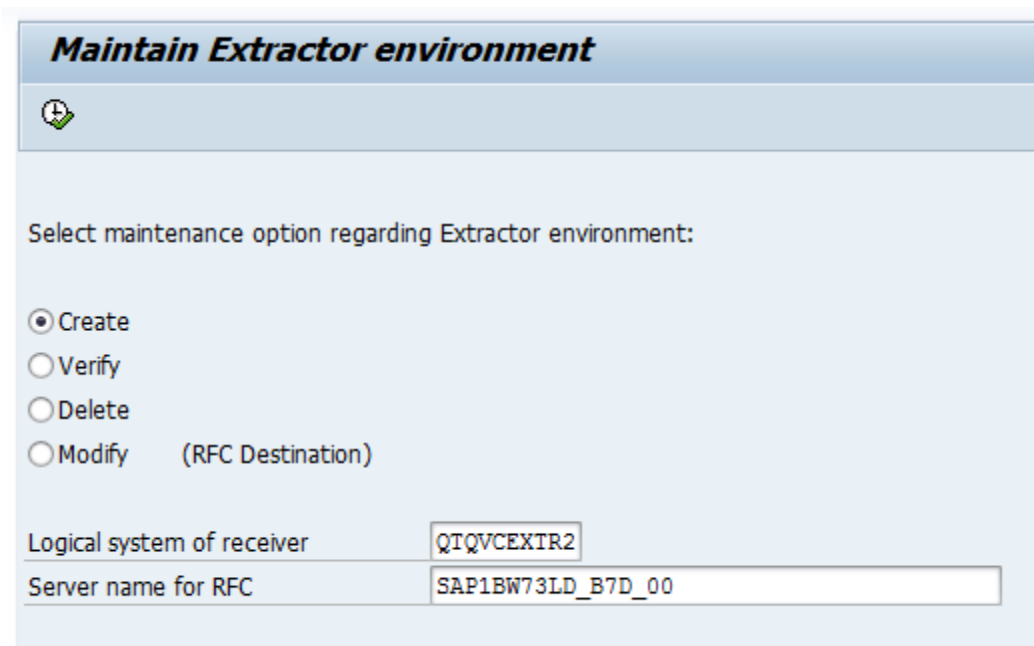 Maintain Extractor environment
Select maintenance option regarding Extractor environment:
Create
Verify
Delete
Modify (RFC Destination)
Logical system of receiver QTQVCEXTR2
Server name for RFC SAP1BW73LD_B7D_00